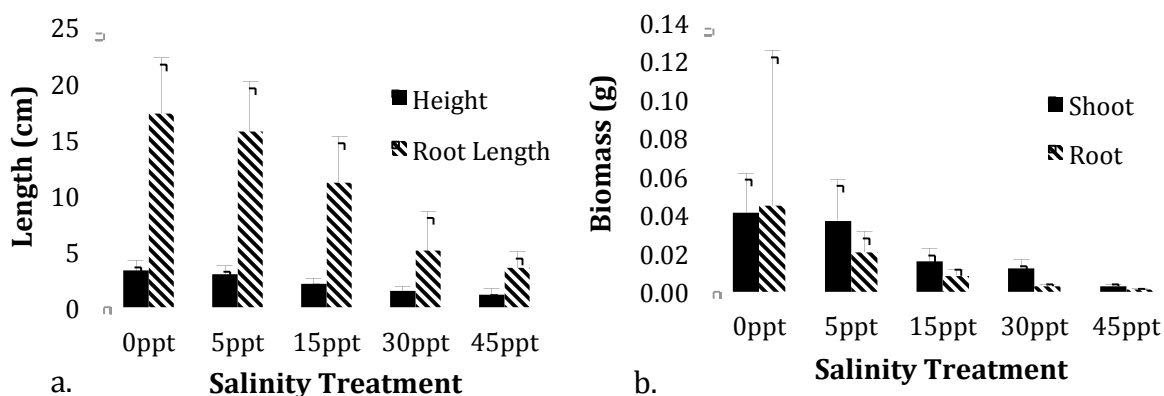 25
20
15
10
5
0
Length (cm)
Height
Root Length
0ppt 5ppt 15ppt 30ppt 45ppt
Salinity Treatment
a.
0.14
0.12
0.10
0.08
0.06
0.04
0.02
0.00
Biomass (g)
Shoot
Root
0ppt 5ppt 15ppt 30ppt 45ppt
Salinity Treatment
b.